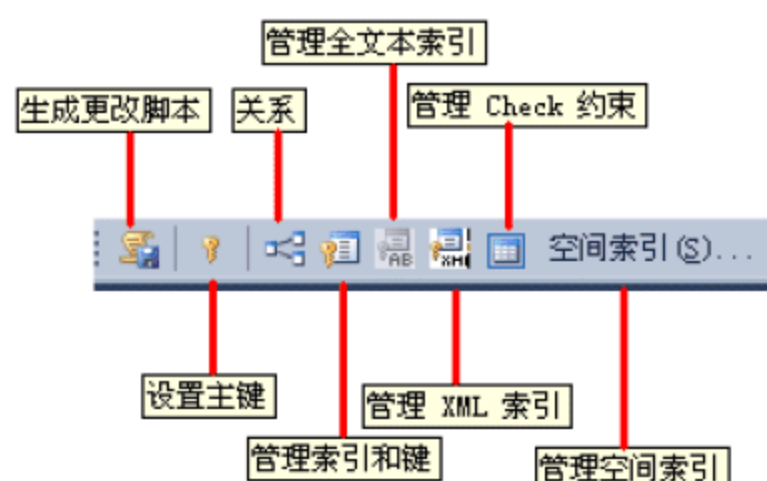 管理全文本索引
生成更改脚本
关系
管理 Check 约束
AB
XML
空间索引(S)...
设置主键
管理 XML 索引
管理索引和键
管理空间索引